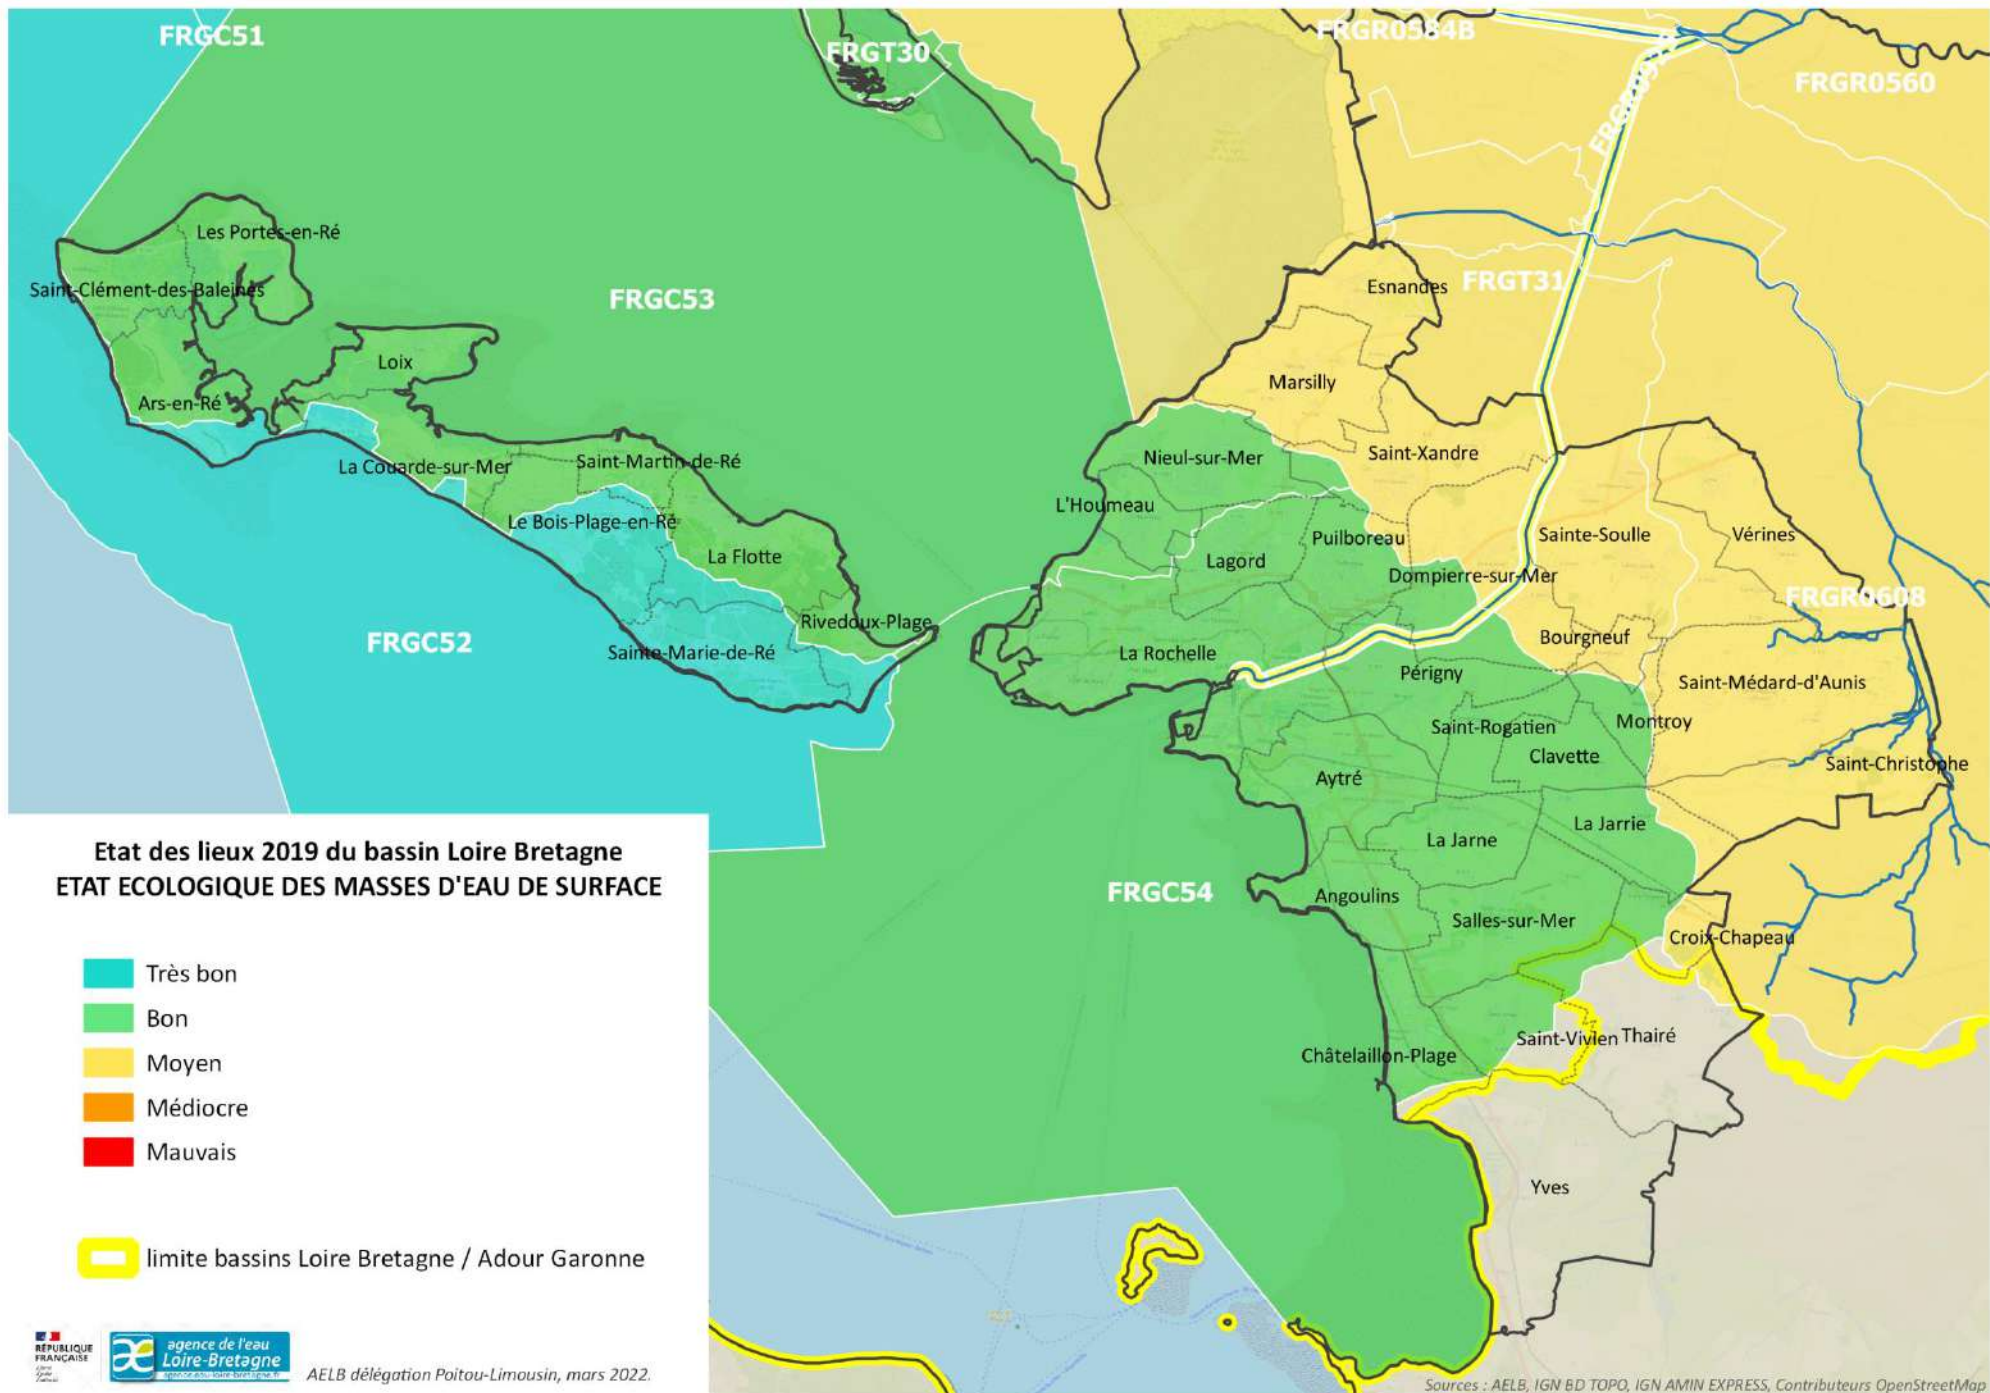 FRGC51
FRGT30
FRGR0584B
FRGR0560
Les Portes-en-Ré
Saint-Clément-des-Baleines
FRGC53
Esnandes
FRGT31
Loix
Marsilly
Ars-en-Ré
La Couarde-sur-Mer
Saint-Martin-de-Ré
Nieul-sur-Mer
Saint-Xandre
L'Houmeau
Le Bois-Plage-en-Ré
Puilboreau
Sainte-Soulle
Vérines
La Flotte
Lagord
Dompierre-sur-Mer
FRGR0608
Rivedoux-Plage
FRGC52
Sainte-Marie-de-Ré
La Rochelle
Bourgneuf
Périgny
Saint-Médard-d'Aunis
Saint-Rogatien
Montroy
Clavette
Saint-Christophe
Aytré
La Jarne
La Jarrie
FRGC54
Angoulins
Salles-sur-Mer
Croix-Chapeau
Saint-Vivien
Thairé
Châtelaillon-Plage
Yves
Etat des lieux 2019 du bassin Loire Bretagne
ETAT ECOLOGIQUE DES MASSES D'EAU DE SURFACE
Très bon
Bon
Moyen
Médiocre
Mauvais
limite bassins Loire Bretagne / Adour Garonne
RÉPUBLIQUE
FRANÇAISE
agence de l'eau
Loire-Bretagne
agence.eau-loire-bretagne.fr
AELB délégation Poitou-Limousin, mars 2022.
Sources : AELB, IGN BD TOPO, IGN AMIN EXPRESS, Contributeurs OpenStreetMap